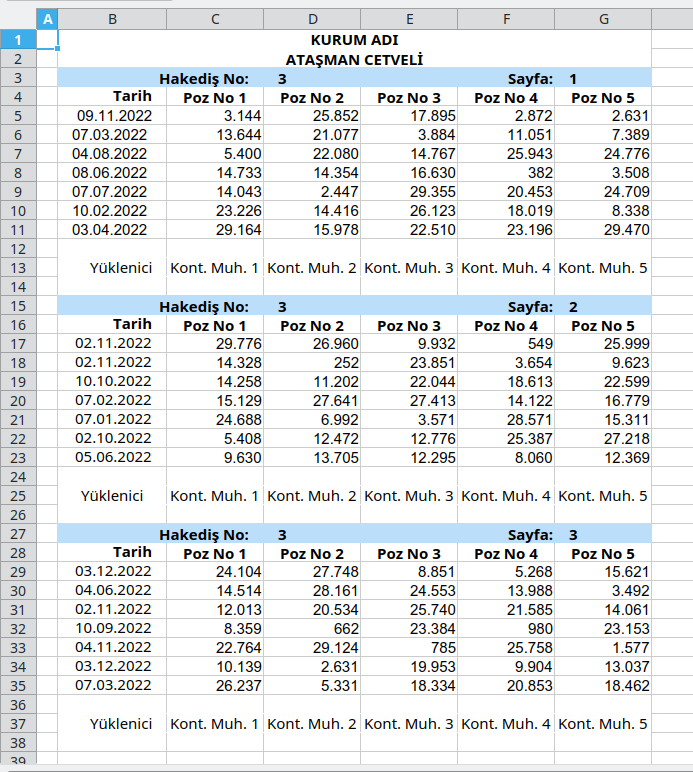 A B C D E F G
1 KURUM ADI
2 ATAŞMAN CETVELİ
3 Hakediş No: 3 Sayfa: 1
4 Tarih Poz No 1 Poz No 2 Poz No 3 Poz No 4 Poz No 5
5 09.11.2022 3.144 25.852 17.895 2.872 2.631
6 07.03.2022 13.644 21.077 3.884 11.051 7.389
7 04.08.2022 5.400 22.080 14.767 25.943 24.776
8 08.06.2022 14.733 14.354 16.630 382 3.508
9 07.07.2022 14.043 2.447 29.355 20.453 24.709
10 10.02.2022 23.226 14.416 26.123 18.019 8.338
11 03.04.2022 29.164 15.978 22.510 23.196 29.470
12
13 Yüklenici Kont. Muh. 1 Kont. Muh. 2 Kont. Muh. 3 Kont. Muh. 4 Kont. Muh. 5
14
15 Hakediş No: 3 Sayfa: 2
16 Tarih Poz No 1 Poz No 2 Poz No 3 Poz No 4 Poz No 5
17 02.11.2022 29.776 26.960 9.932 549 25.999
18 02.11.2022 14.328 252 23.851 3.654 9.623
19 10.10.2022 14.258 11.202 22.044 18.613 22.599
20 07.02.2022 15.129 27.641 27.413 14.122 16.779
21 07.01.2022 24.688 6.992 3.571 28.571 15.311
22 02.10.2022 5.408 12.472 12.776 25.387 27.218
23 05.06.2022 9.630 13.705 12.295 8.060 12.369
24
25 Yüklenici Kont. Muh. 1 Kont. Muh. 2 Kont. Muh. 3 Kont. Muh. 4 Kont. Muh. 5
26
27 Hakediş No: 3 Sayfa: 3
28 Tarih Poz No 1 Poz No 2 Poz No 3 Poz No 4 Poz No 5
29 03.12.2022 24.104 27.748 8.851 5.268 15.621
30 04.06.2022 14.514 28.161 24.553 13.988 3.492
31 02.11.2022 12.013 20.534 25.740 21.585 14.061
32 10.09.2022 8.359 662 23.384 980 23.153
33 04.11.2022 22.764 29.124 785 25.758 1.577
34 03.12.2022 10.139 2.631 19.953 9.904 13.037
35 07.03.2022 26.237 5.331 18.334 20.853 18.462
36
37 Yüklenici Kont. Muh. 1 Kont. Muh. 2 Kont. Muh. 3 Kont. Muh. 4 Kont. Muh. 5
38
39